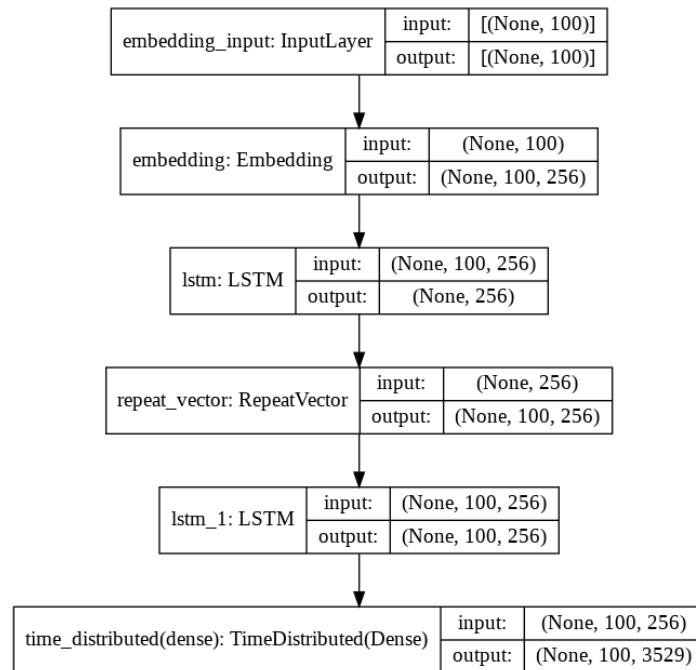 embedding_input: InputLayer input: [(None, 100)]
output: [(None, 100)]
embedding: Embedding input: (None, 100)
output: (None, 100, 256)
lstm: LSTM input: (None, 100, 256)
output: (None, 256)
repeat_vector: RepeatVector input: (None, 256)
output: (None, 100, 256)
lstm_1: LSTM input: (None, 100, 256)
output: (None, 100, 256)
time_distributed(dense): TimeDistributed(Dense) input: (None, 100, 256)
output: (None, 100, 3529)